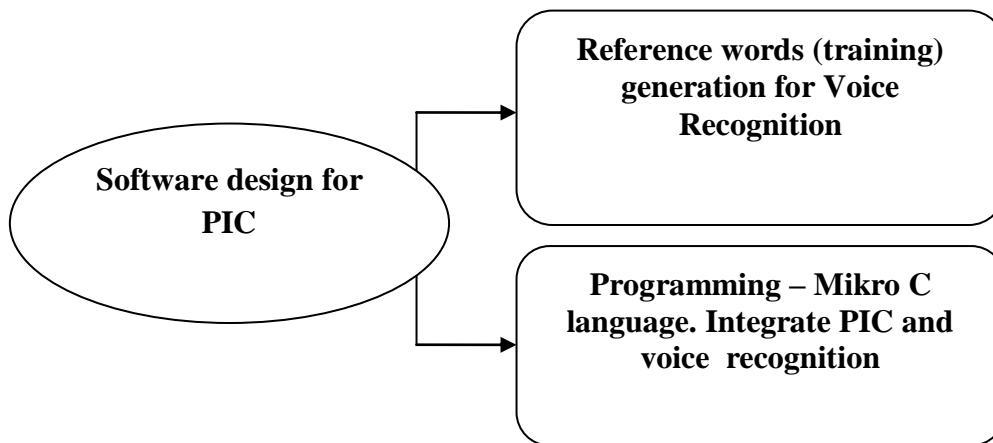 Reference words (training)
generation for Voice
Recognition
Software design for
PIC
Programming – Mikro C
language. Integrate PIC and
voice recognition